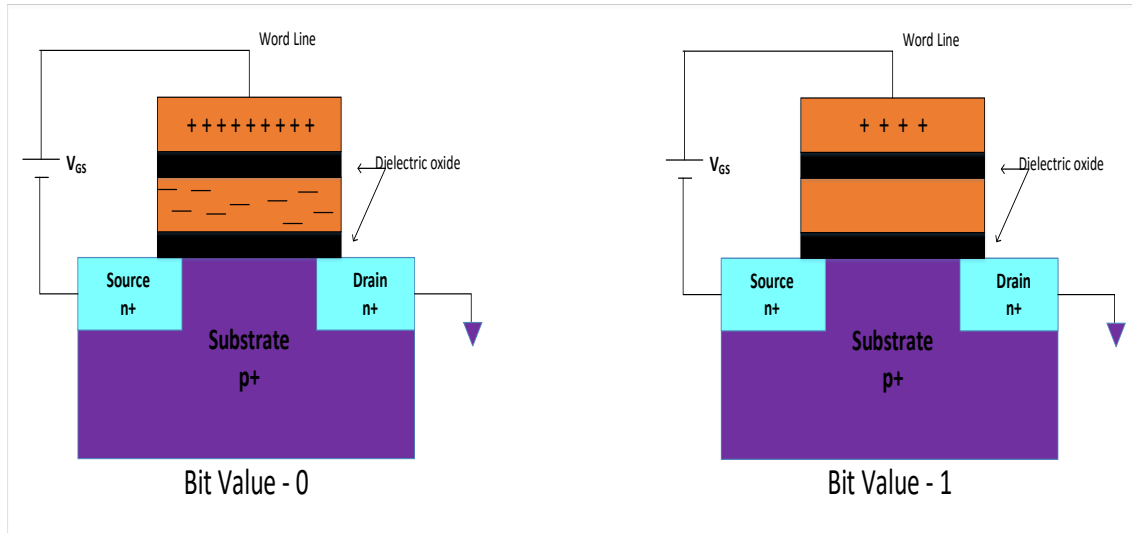 Word Line
+ + + + + + + + +
V_GS
Dielectric oxide
Source
n+
Drain
n+
Substrate
p+
Bit Value - 0
Word Line
+ + + +
V_GS
Dielectric oxide
Source
n+
Drain
n+
Substrate
p+
Bit Value - 1